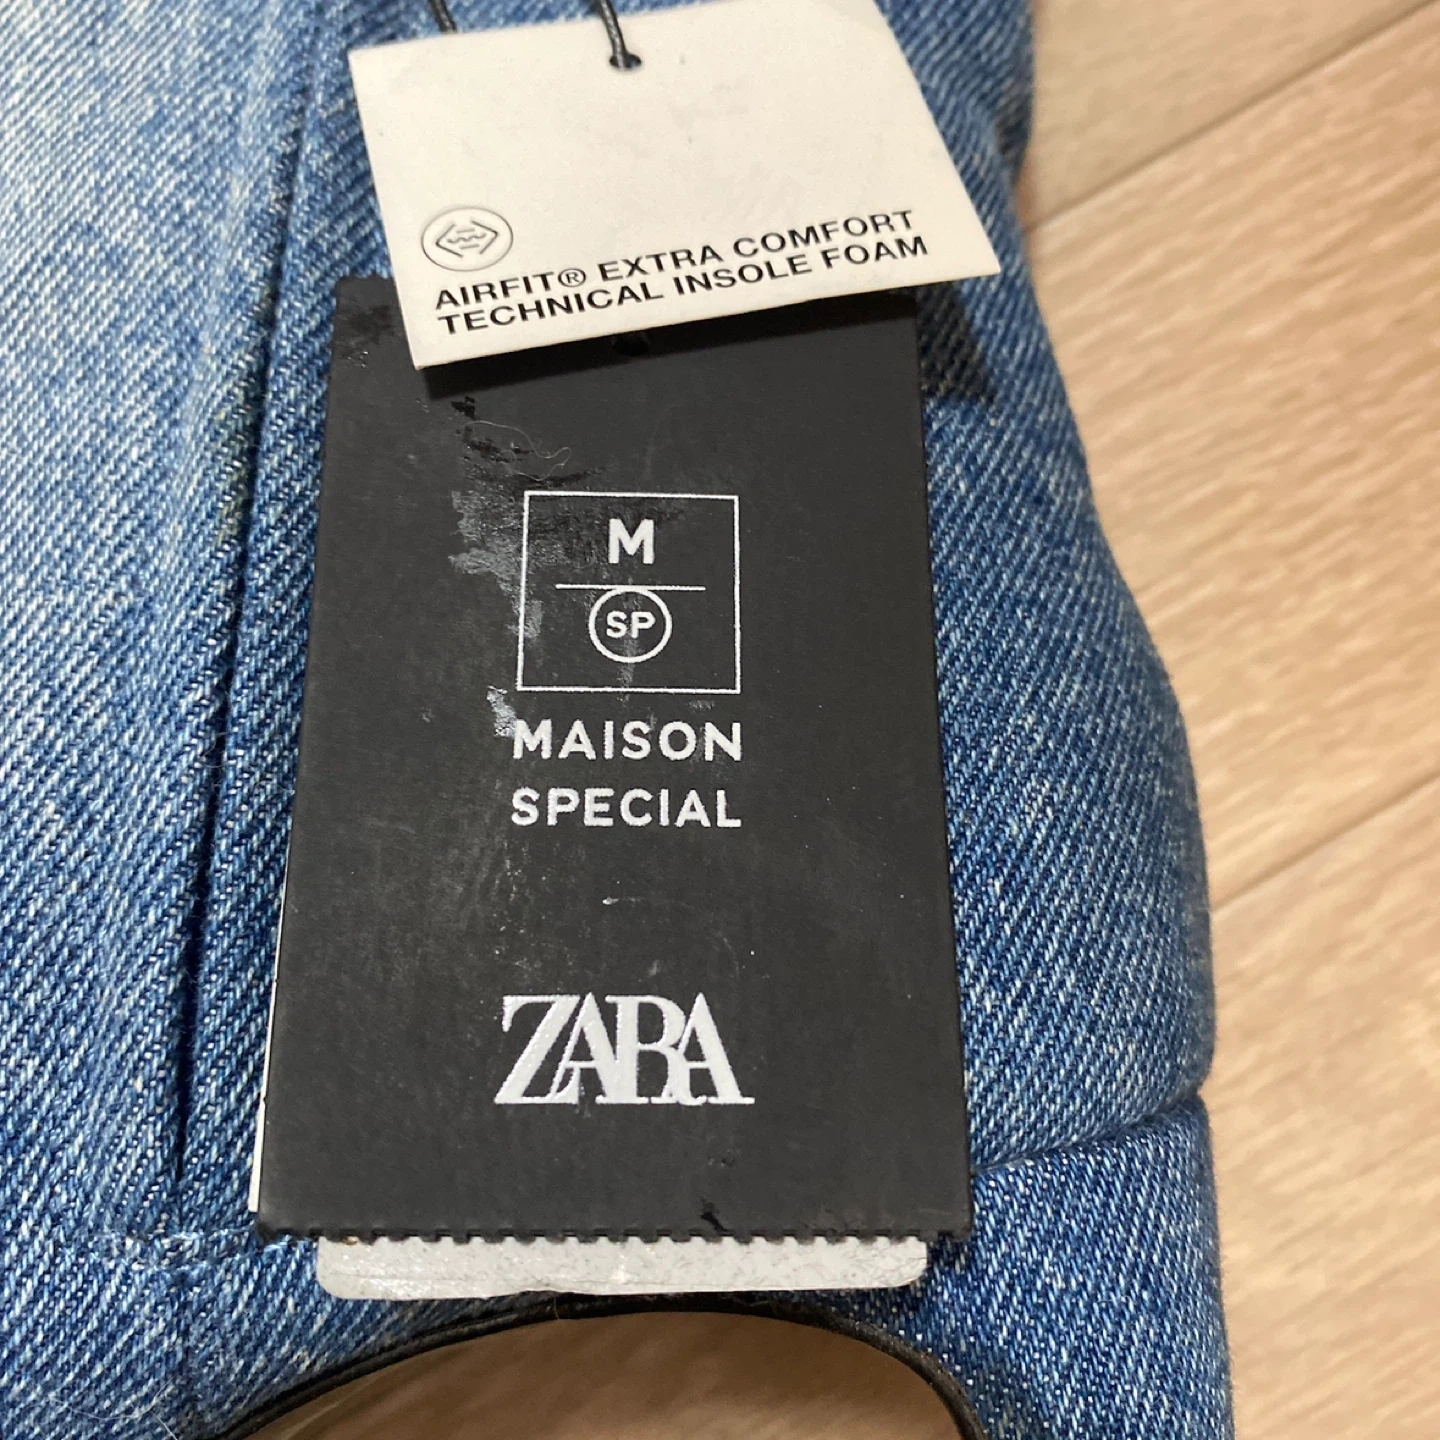 AIRFIT® EXTRA COMFORT
TECHNICAL INSOLE FOAM
M
SP
MAISON
SPECIAL
ZARA